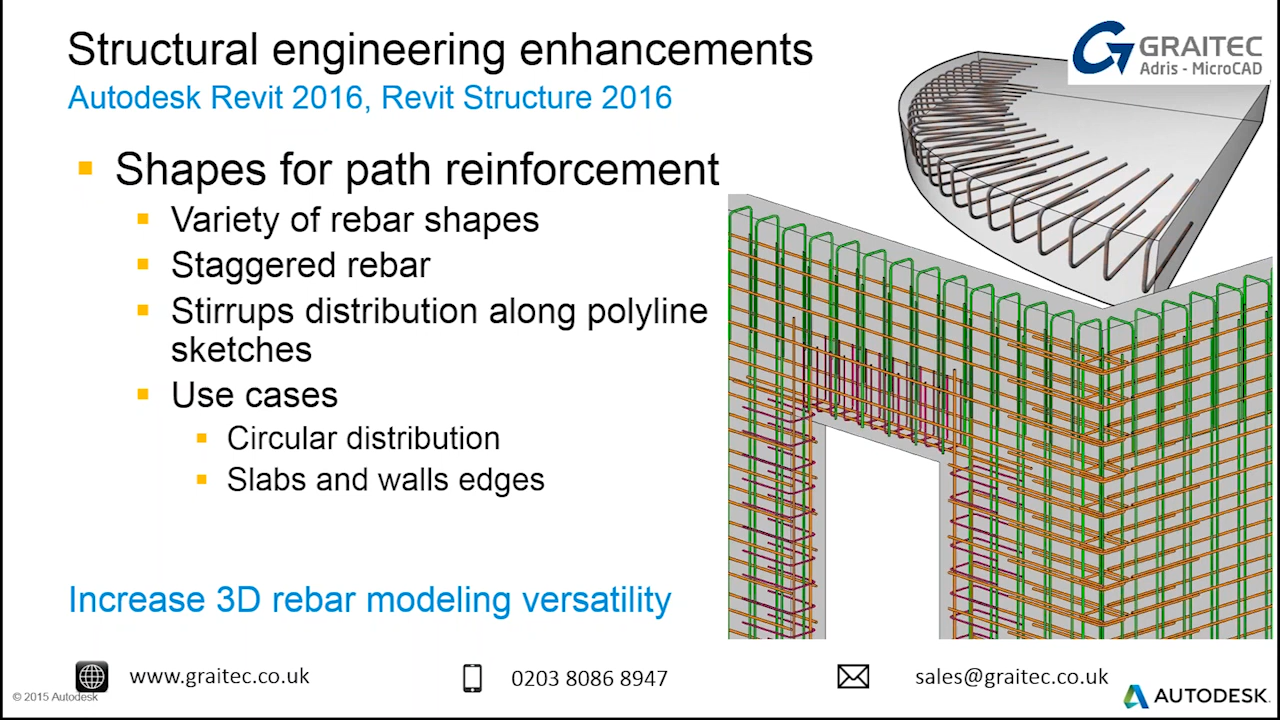 Structural engineering enhancements
Autodesk Revit 2016, Revit Structure 2016
GRAITEC
Adris - MicroCAD
Shapes for path reinforcement
Variety of rebar shapes
Staggered rebar
Stirrups distribution along polyline
sketches
Use cases
Circular distribution
Slabs and walls edges
Increase 3D rebar modeling versatility
www.graitec.co.uk
0203 8086 8947
sales@graitec.co.uk
© 2015 Autodesk
AUTODESK.